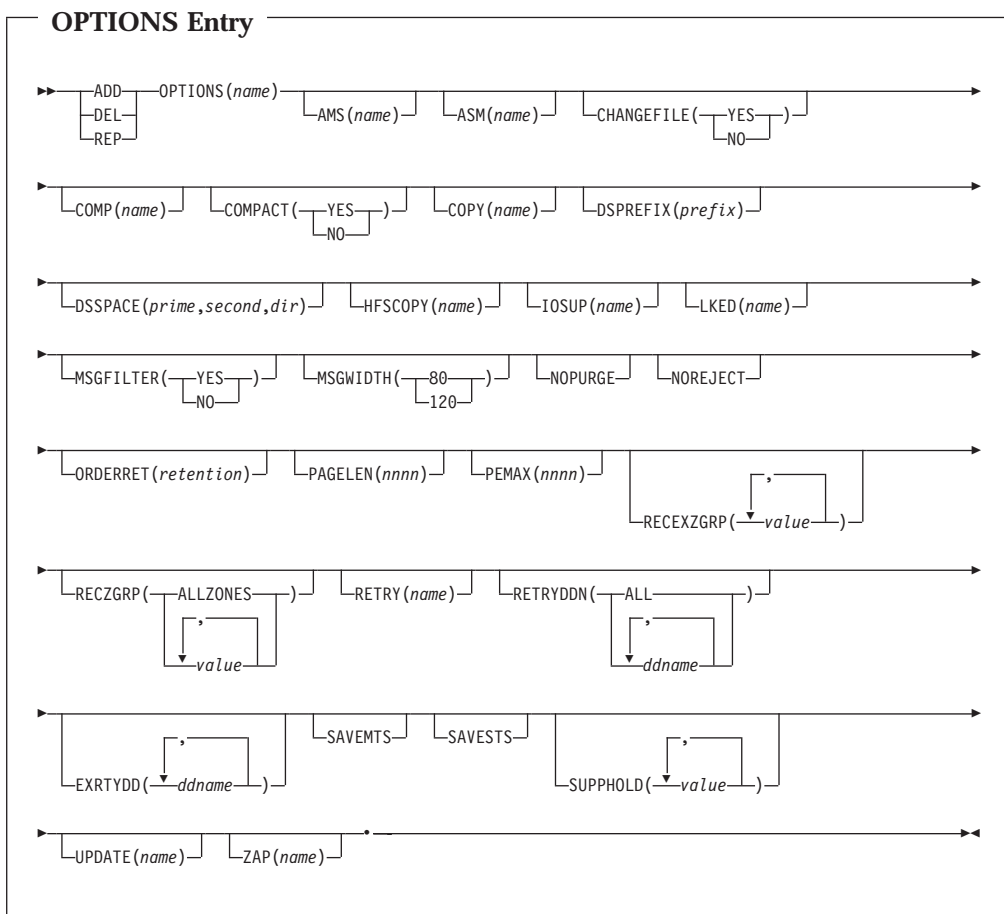 OPTIONS Entry
ADD OPTIONS(name)
DEL AMS(name) ASM(name) CHANGEFILE( YES )
REP NO
COMP(name) COMPACT( YES ) COPY(name) DSPREFIX(prefix)
NO
DSSPACE(prime,second,dir) HFSCOPY(name) IOSUP(name) LKED(name)
MSGFILTER( YES ) MSGWIDTH( 80 ) NOPURGE NOREJECT
NO 120
ORDERRET(retention) PAGELEN(nnnn) PEMAX(nnnn) ,
RECEXZGRP( value )
RECZGRP( ALLZONES ) RETRY(name) RETRYDDN( ALL )
, ,
value ddname
, SAVEMTS SAVESTS ,
EXRTYDD( ddname ) SUPPHOLD( value )
.
UPDATE(name) ZAP(name)